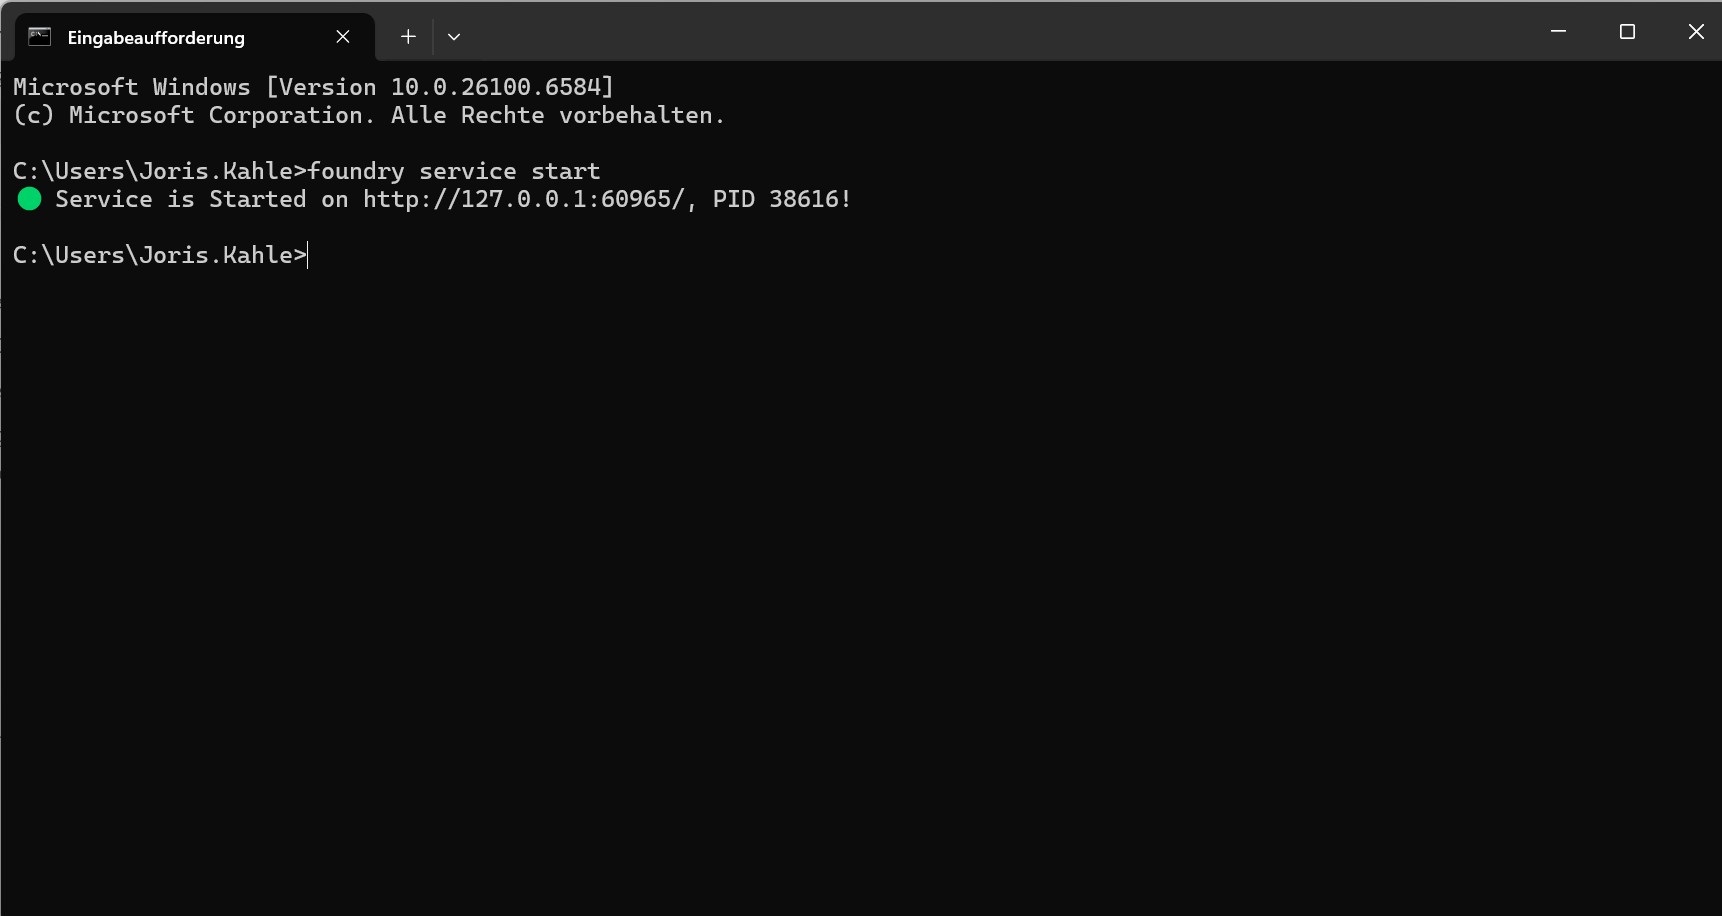 Eingabeaufforderung
Microsoft Windows [Version 10.0.26100.6584]
(c) Microsoft Corporation. Alle Rechte vorbehalten.
C:\Users\Joris.Kahle>foundry service start
Service is Started on http://127.0.0.1:60965/, PID 38616!
C:\Users\Joris.Kahle>